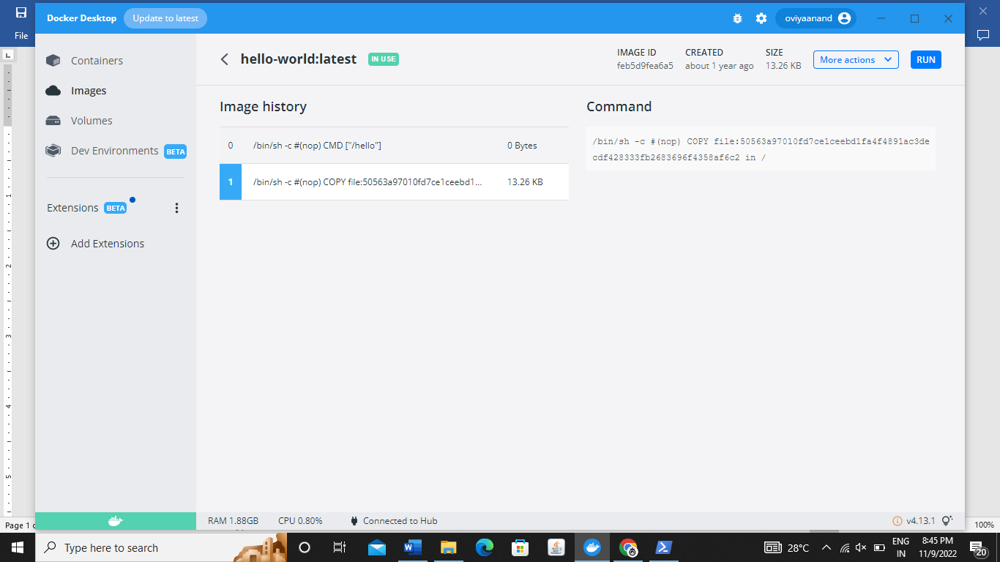 Docker Desktop Update to latest oviyaanand
File
hello-world:latest IN USE
IMAGE ID CREATED SIZE
feb5d9fea6a5 about 1 year ago 13.26 KB
More actions RUN
Containers
Images
Volumes
Dev Environments BETA
Extensions BETA
Add Extensions
Image history
0 /bin/sh -c #(nop) CMD ["/hello"] 0 Bytes
1 /bin/sh -c #(nop) COPY file:50563a97010fd7ce1ceebd1... 13.26 KB
Command
/bin/sh -c #(nop) COPY file:50563a97010fd7ce1ceebd1fa4f4891ac3de
cdf428333fb2683696f4358af6c2 in /
1
2
3
4
5
RAM 1.88GB CPU 0.80% Connected to Hub v4.13.1
Page 1 100%
Type here to search
28°C
ENG
IN
8:45 PM
11/9/2022
20